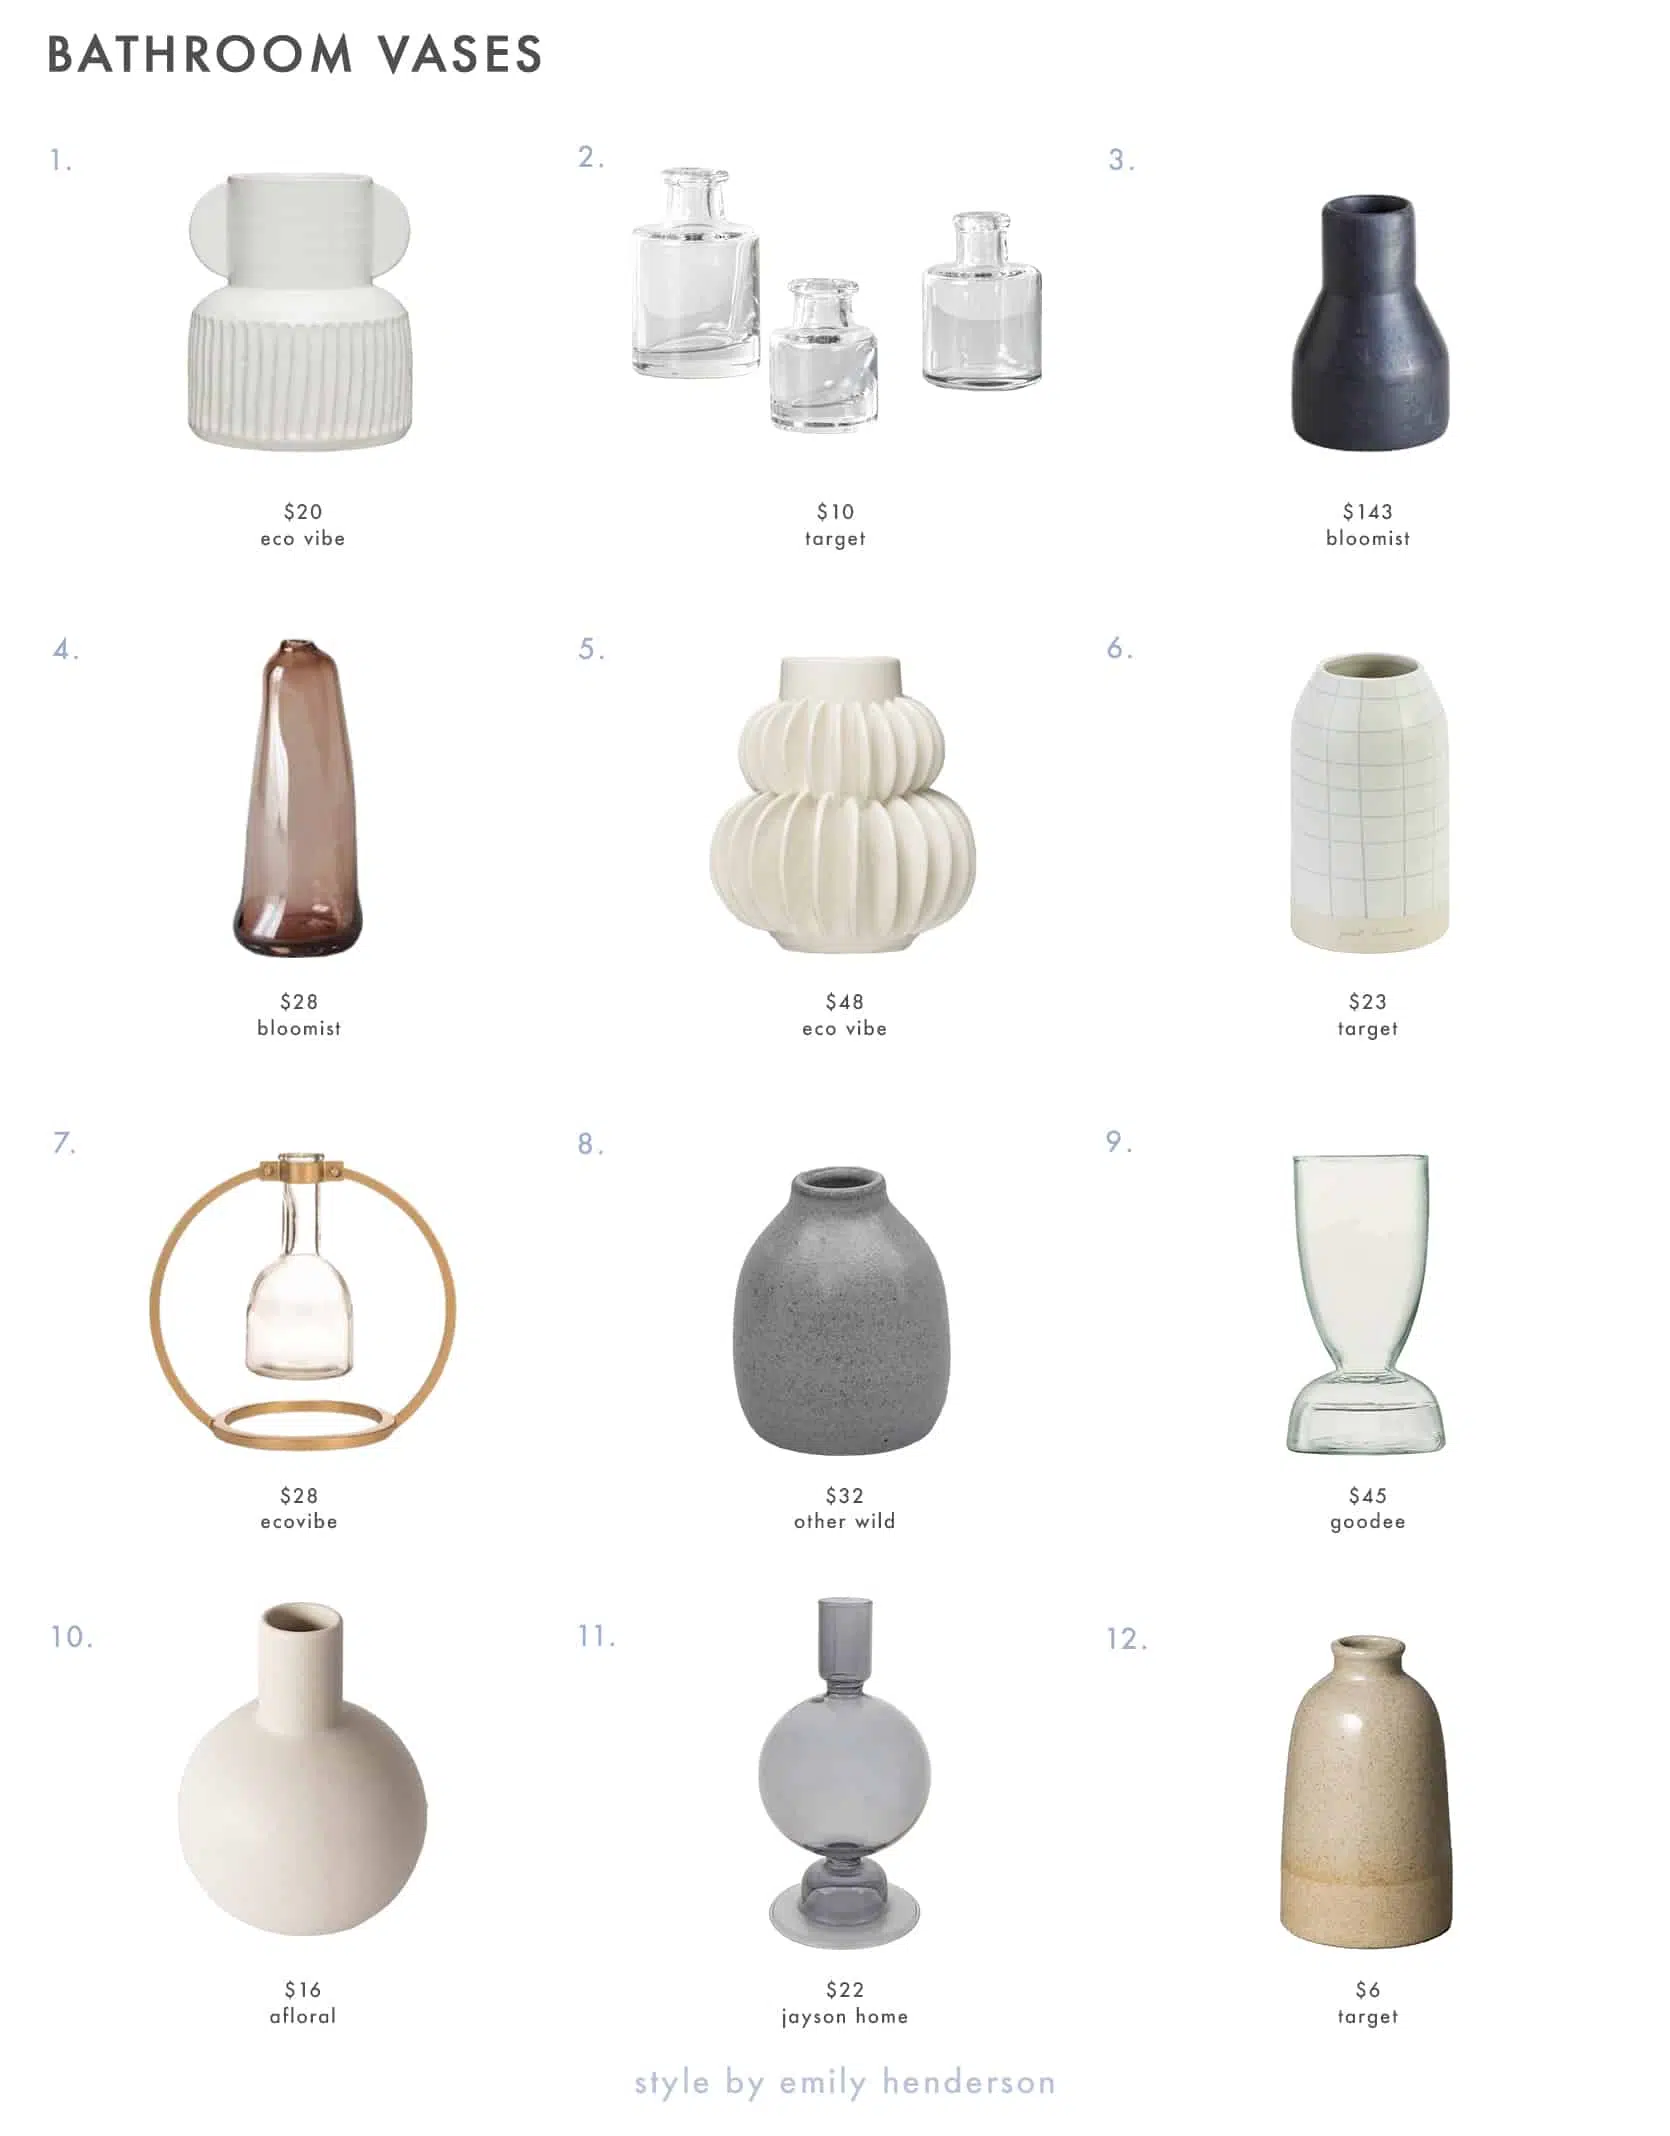 BATHROOM VASES
1.
2.
3.
$20
eco vibe
$10
target
$143
bloomist
4.
5.
6.
$28
bloomist
$48
eco vibe
$23
target
7.
8.
9.
$28
ecovibe
$32
other wild
$45
goodee
10.
11.
12.
$16
afloral
$22
jayson home
$6
target
style by emily henderson